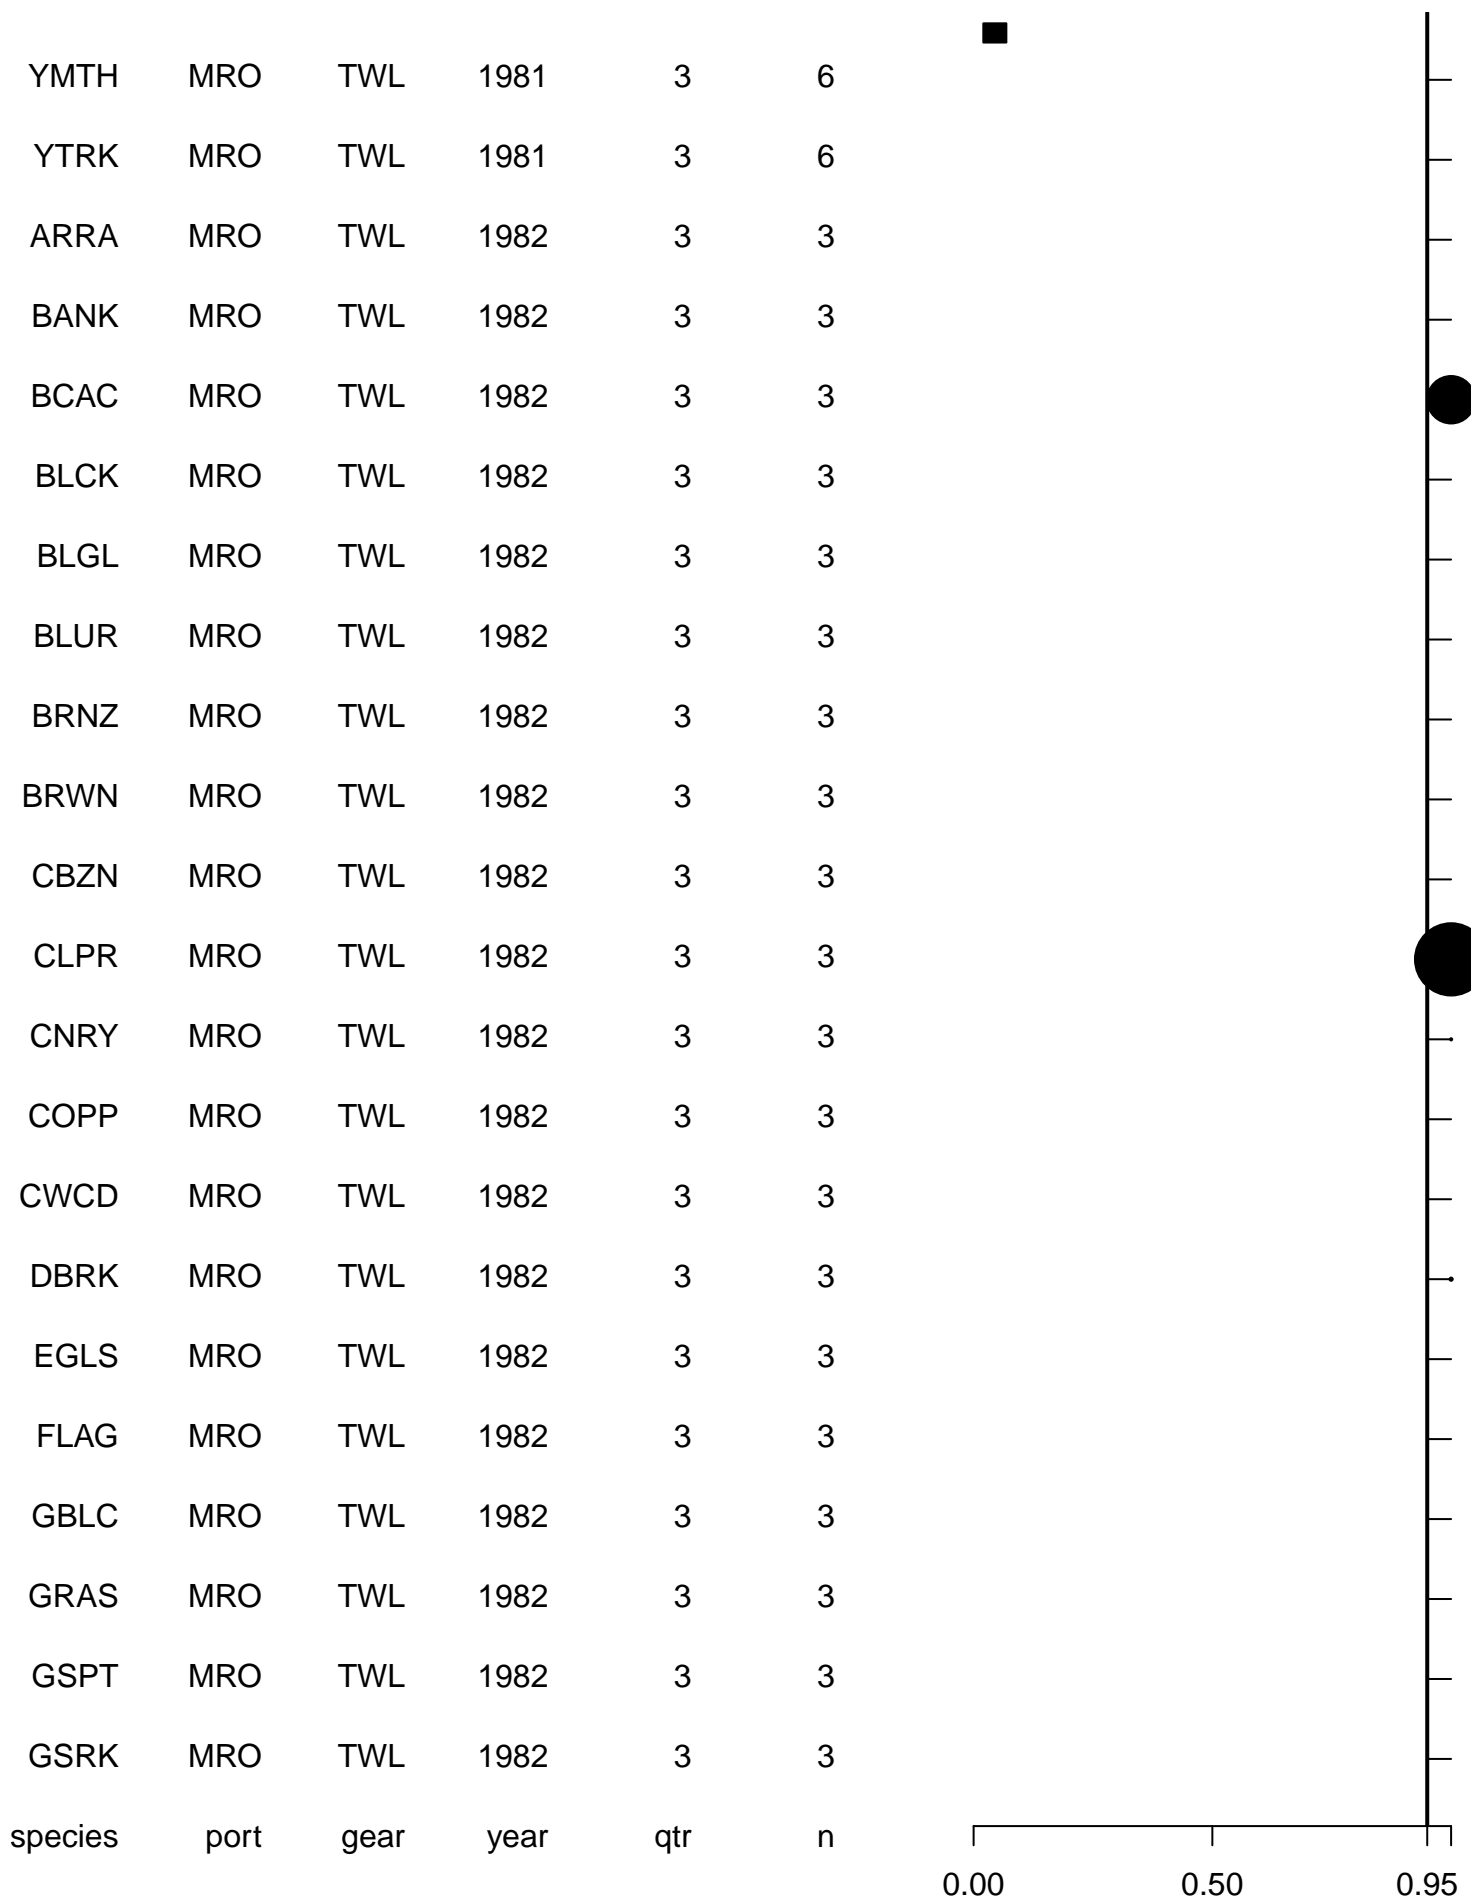 YMTH MRO TWL 1981 3 6
YTRK MRO TWL 1981 3 6
ARRA MRO TWL 1982 3 3
BANK MRO TWL 1982 3 3
BCAC MRO TWL 1982 3 3
BLCK MRO TWL 1982 3 3
BLGL MRO TWL 1982 3 3
BLUR MRO TWL 1982 3 3
BRNZ MRO TWL 1982 3 3
BRWN MRO TWL 1982 3 3
CBZN MRO TWL 1982 3 3
CLPR MRO TWL 1982 3 3
CNRY MRO TWL 1982 3 3
COPP MRO TWL 1982 3 3
CWCD MRO TWL 1982 3 3
DBRK MRO TWL 1982 3 3
EGLS MRO TWL 1982 3 3
FLAG MRO TWL 1982 3 3
GBLC MRO TWL 1982 3 3
GRAS MRO TWL 1982 3 3
GSPT MRO TWL 1982 3 3
GSRK MRO TWL 1982 3 3
species port gear year qtr n
0.00 0.50 0.95